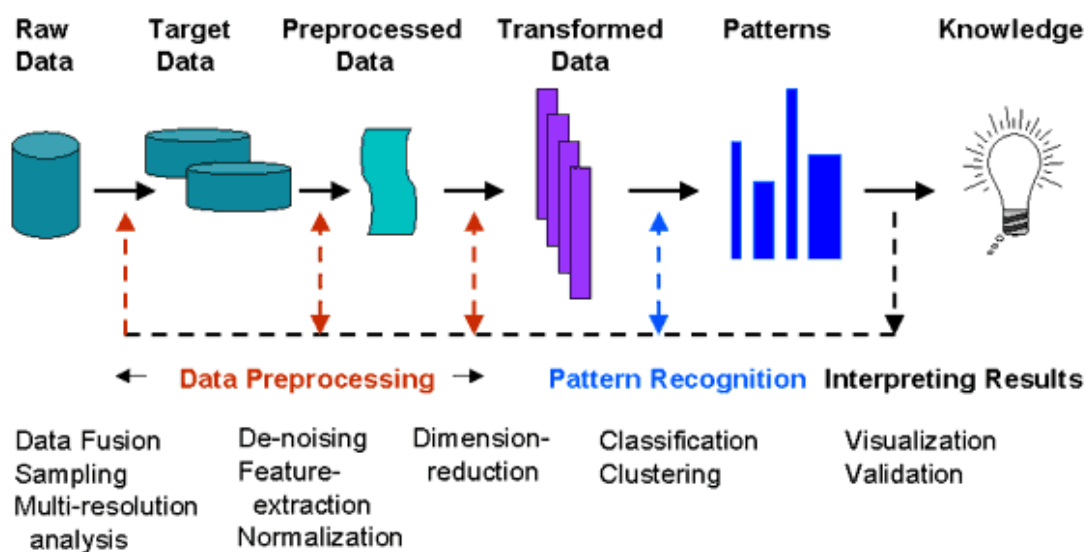 Raw
Data
Target
Data
Preprocessed
Data
Transformed
Data
Patterns
Knowledge
Data Preprocessing
Pattern Recognition
Interpreting Results
Data Fusion
Sampling
Multi-resolution
analysis
De-noising
Feature-
extraction
Normalization
Dimension-
reduction
Classification
Clustering
Visualization
Validation